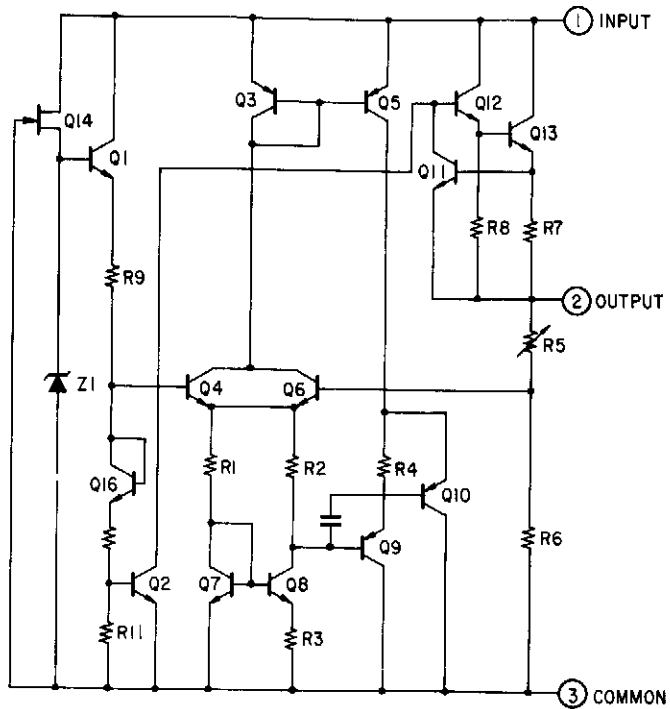 1 INPUT
Q14
Q1
Q3
Q5
Q12
Q13
Q11
R8
R7
R9
2 OUTPUT
R5
Z1
Q4
Q6
Q16
R1
R2
R4
Q10
R6
Q2
Q7
Q8
Q9
R11
R3
3 COMMON